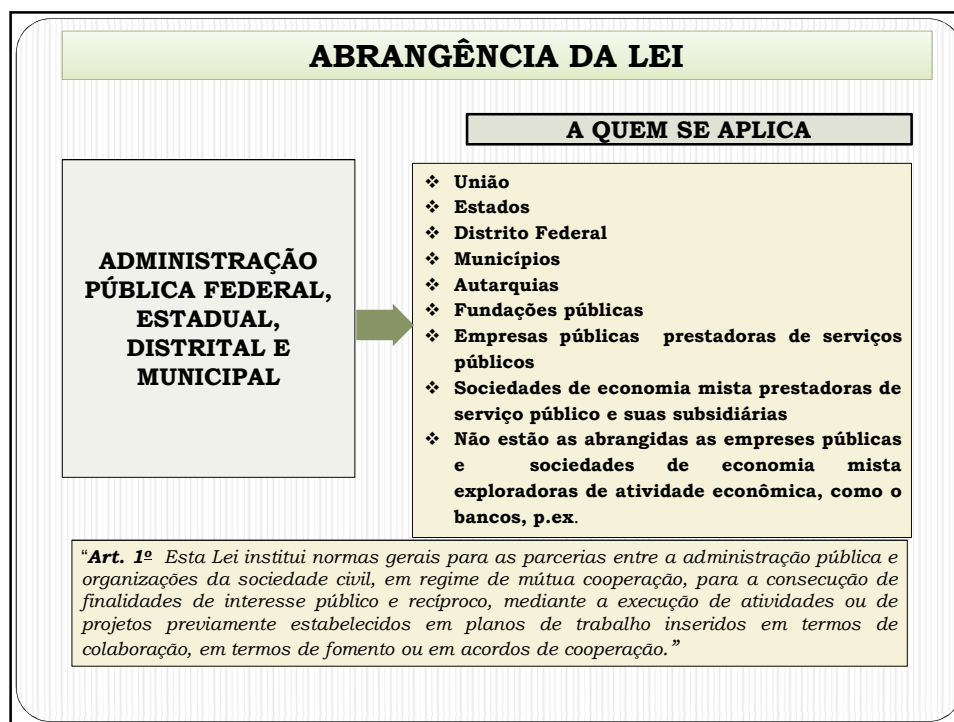 ABRANGÊNCIA DA LEI
A QUEM SE APLICA
ADMINISTRAÇÃO
PÚBLICA FEDERAL,
ESTADUAL,
DISTRITAL E
MUNICIPAL
❖ União
❖ Estados
❖ Distrito Federal
❖ Municípios
❖ Autarquias
❖ Fundações públicas
❖ Empresas públicas prestadoras de serviços
públicos
❖ Sociedades de economia mista prestadoras de
serviço público e suas subsidiárias
❖ Não estão as abrangidas as empreses públicas
e sociedades de economia mista
exploradoras de atividade econômica, como o
bancos, p.ex.
“Art. 1º Esta Lei institui normas gerais para as parcerias entre a administração pública e
organizações da sociedade civil, em regime de mútua cooperação, para a consecução de
finalidades de interesse público e recíproco, mediante a execução de atividades ou de
projetos previamente estabelecidos em planos de trabalho inseridos em termos de
colaboração, em termos de fomento ou em acordos de cooperação.”